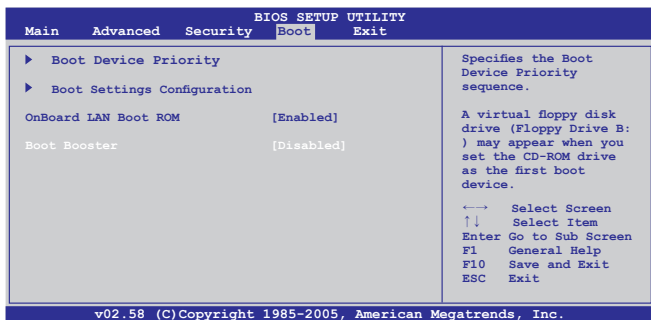 BIOS SETUP UTILITY
Main Advanced Security Boot Exit
Boot Device Priority
Boot Settings Configuration
OnBoard LAN Boot ROM [Enabled]
Boot Booster [Disabled]
Specifies the Boot
Device Priority
sequence.
A virtual floppy disk
drive (Floppy Drive B:
) may appear when you
set the CD-ROM drive
as the first boot
device.
←→ Select Screen
↑↓ Select Item
Enter Go to Sub Screen
F1 General Help
F10 Save and Exit
ESC Exit
v02.58 (C)Copyright 1985-2005, American Megatrends, Inc.